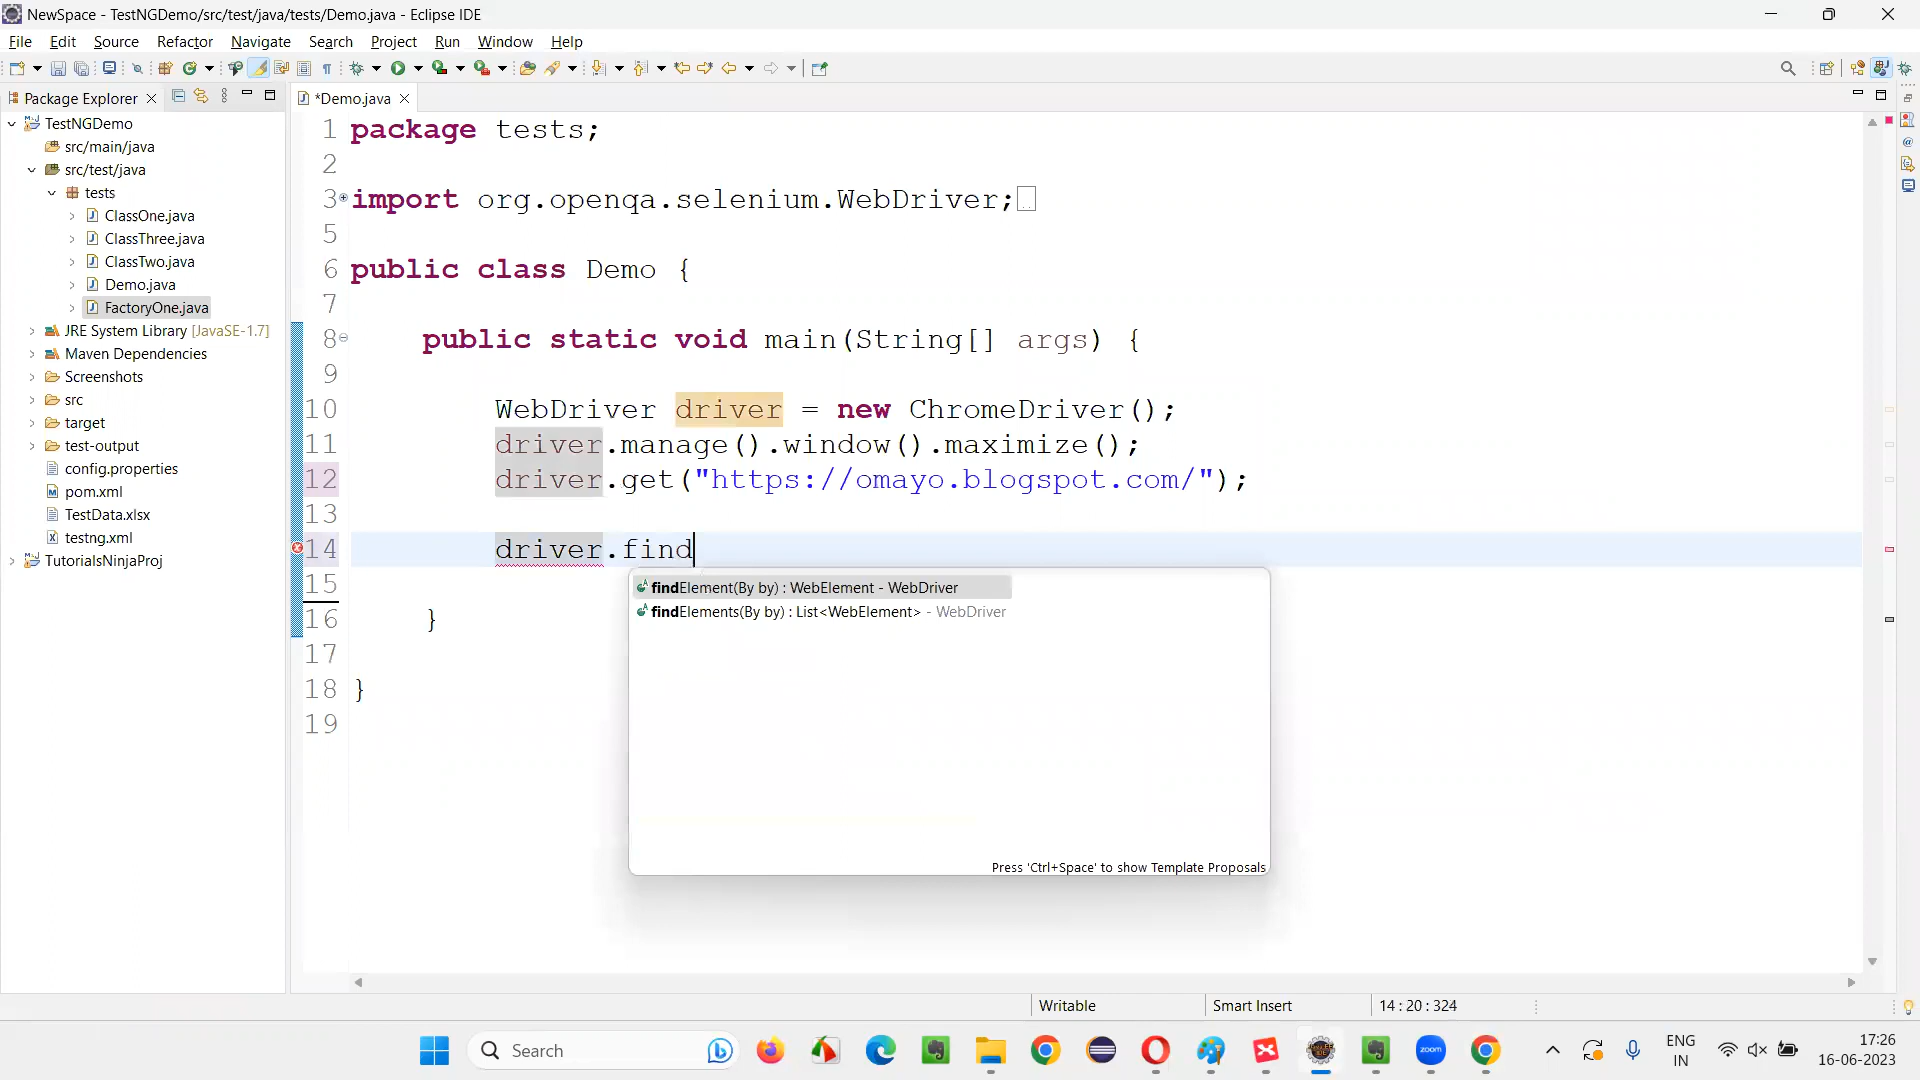 NewSpace - TestNGDemo/src/test/java/tests/Demo.java - Eclipse IDE
File Edit Source Refactor Navigate Search Project Run Window Help
Package Explorer
*Demo.java
TestNGDemo
src/main/java
src/test/java
tests
ClassOne.java
ClassThree.java
ClassTwo.java
Demo.java
FactoryOne.java
JRE System Library [JavaSE-1.7]
Maven Dependencies
Screenshots
src
target
test-output
config.properties
pom.xml
TestData.xlsx
testng.xml
TutorialsNinjaProj
1 package tests;
2
3 import org.openqa.selenium.WebDriver;
5
6 public class Demo {
7
8 public static void main(String[] args) {
9
10 WebDriver driver = new ChromeDriver();
11 driver.manage().window().maximize();
12 driver.get("https://omayo.blogspot.com/");
13
14 driver.find
15
16 }
17
18 }
19
findElement(By by) : WebElement - WebDriver
findElements(By by) : List<WebElement> - WebDriver
Press 'Ctrl+Space' to show Template Proposals
Writable
Smart Insert
14 : 20 : 324
Search
zoom
ENG
IN
17:26
16-06-2023